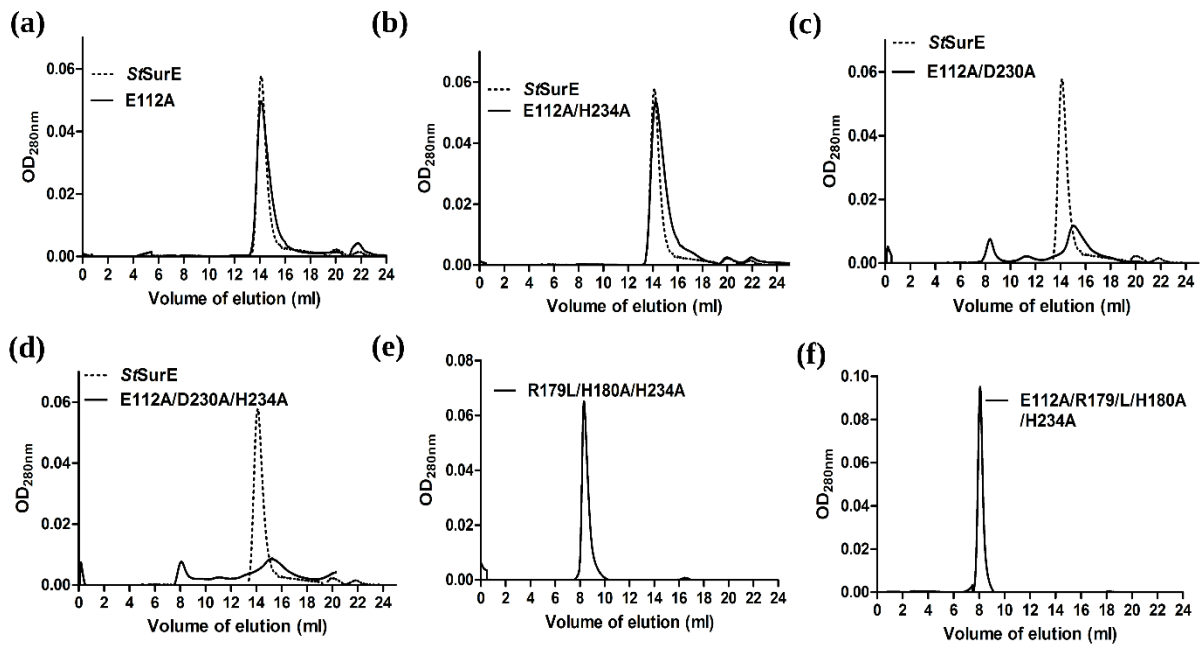 (a)
StSurE
E112A
OD280nm
0.06
0.04
0.02
0.00
0 2 4 6 8 10 12 14 16 18 20 22 24
Volume of elution (ml)
(b)
StSurE
E112A/H234A
OD280nm
0.06
0.04
0.02
0.00
0 2 4 6 8 10 12 14 16 18 20 22 24
Volume of elution (ml)
(c)
StSurE
E112A/D230A
OD280nm
0.06
0.04
0.02
0.00
0 2 4 6 8 10 12 14 16 18 20 22 24
Volume of elution (ml)
(d)
StSurE
E112A/D230A/H234A
OD280nm
0.06
0.04
0.02
0.00
0 2 4 6 8 10 12 14 16 18 20 22 24
Volume of elution (ml)
(e)
R179L/H180A/H234A
OD280nm
0.08
0.06
0.04
0.02
0.00
0 2 4 6 8 10 12 14 16 18 20 22 24
Volume of elution (ml)
(f)
E112A/R179/L/H180A
/H234A
OD280nm
0.10
0.08
0.06
0.04
0.02
0.00
0 2 4 6 8 10 12 14 16 18 20 22 24
Volume of elution (ml)